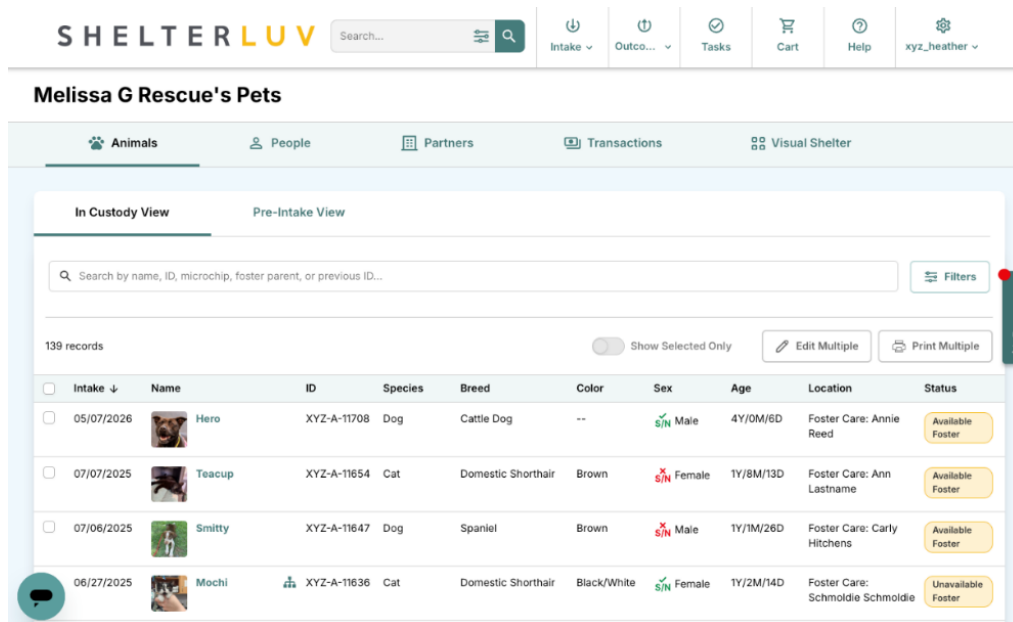 SHELTERLUV
Search...
Intake
Outco...
Tasks
Cart
Help
xyz_heather
Melissa G Rescue's Pets
Animals People Partners Transactions Visual Shelter
In Custody View Pre-Intake View
Search by name, ID, microchip, foster parent, or previous ID...
Filters
139 records Show Selected Only Edit Multiple Print Multiple
Intake ↓ Name ID Species Breed Color Sex Age Location Status
05/07/2026 Hero XYZ-A-11708 Dog Cattle Dog -- S/N Male 4Y/0M/6D Foster Care: Annie Reed Available Foster
07/07/2025 Teacup XYZ-A-11654 Cat Domestic Shorthair Brown S/N Female 1Y/8M/13D Foster Care: Ann Lastname Available Foster
07/06/2025 Smitty XYZ-A-11647 Dog Spaniel Brown S/N Male 1Y/1M/26D Foster Care: Carly Hitchens Available Foster
06/27/2025 Mochi XYZ-A-11636 Cat Domestic Shorthair Black/White S/N Female 1Y/2M/14D Foster Care: Schmoldie Schmoldie Unavailable Foster